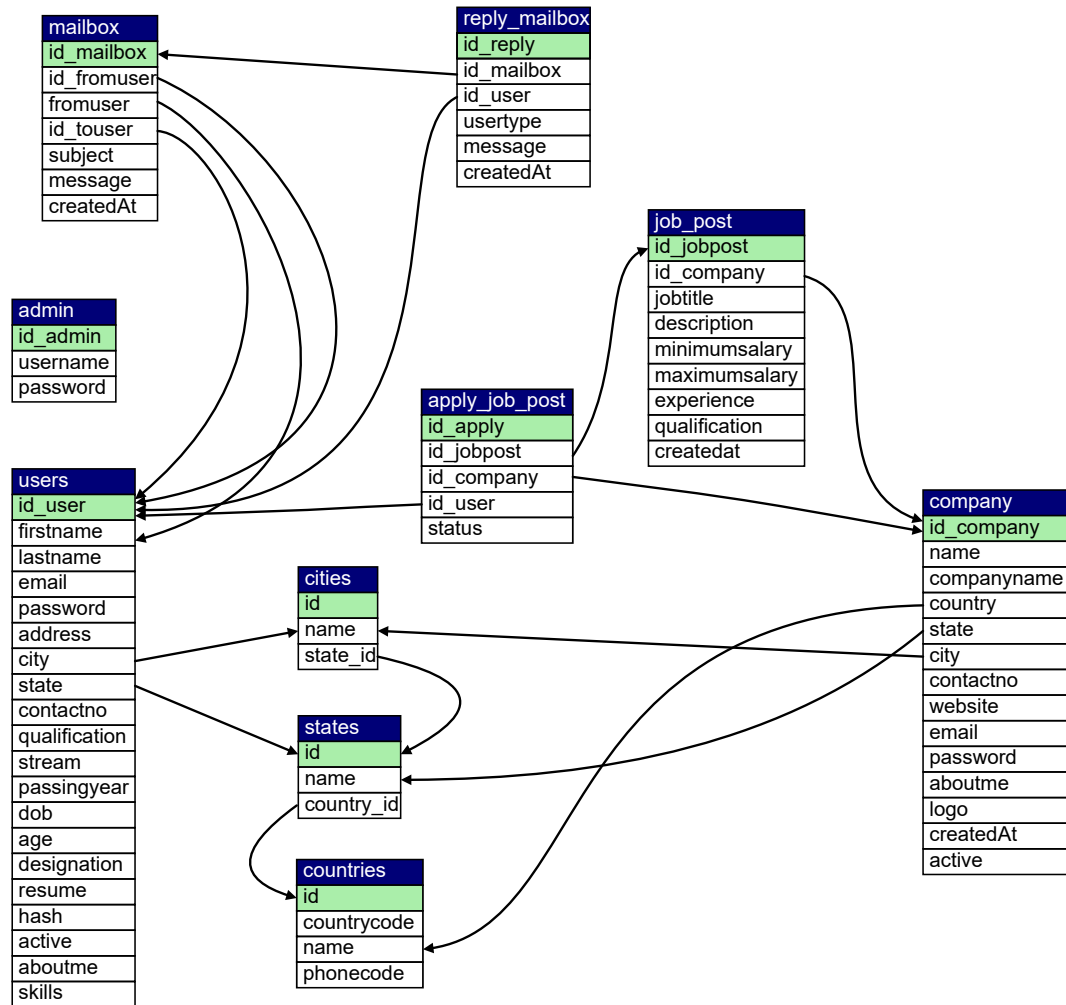 mailbox
id_mailbox
id_fromuser
fromuser
id_touser
subject
message
createdAt
reply_mailbox
id_reply
id_mailbox
id_user
usertype
message
createdAt
job_post
id_jobpost
id_company
jobtitle
description
minimumsalary
maximumsalary
experience
qualification
createdat
admin
id_admin
username
password
apply_job_post
id_apply
id_jobpost
id_company
id_user
status
users
id_user
firstname
lastname
email
password
address
city
state
contactno
qualification
stream
passingyear
dob
age
designation
resume
hash
active
aboutme
skills
cities
id
name
state_id
states
id
name
country_id
countries
id
countrycode
name
phonecode
company
id_company
name
companyname
country
state
city
contactno
website
email
password
aboutme
logo
createdAt
active